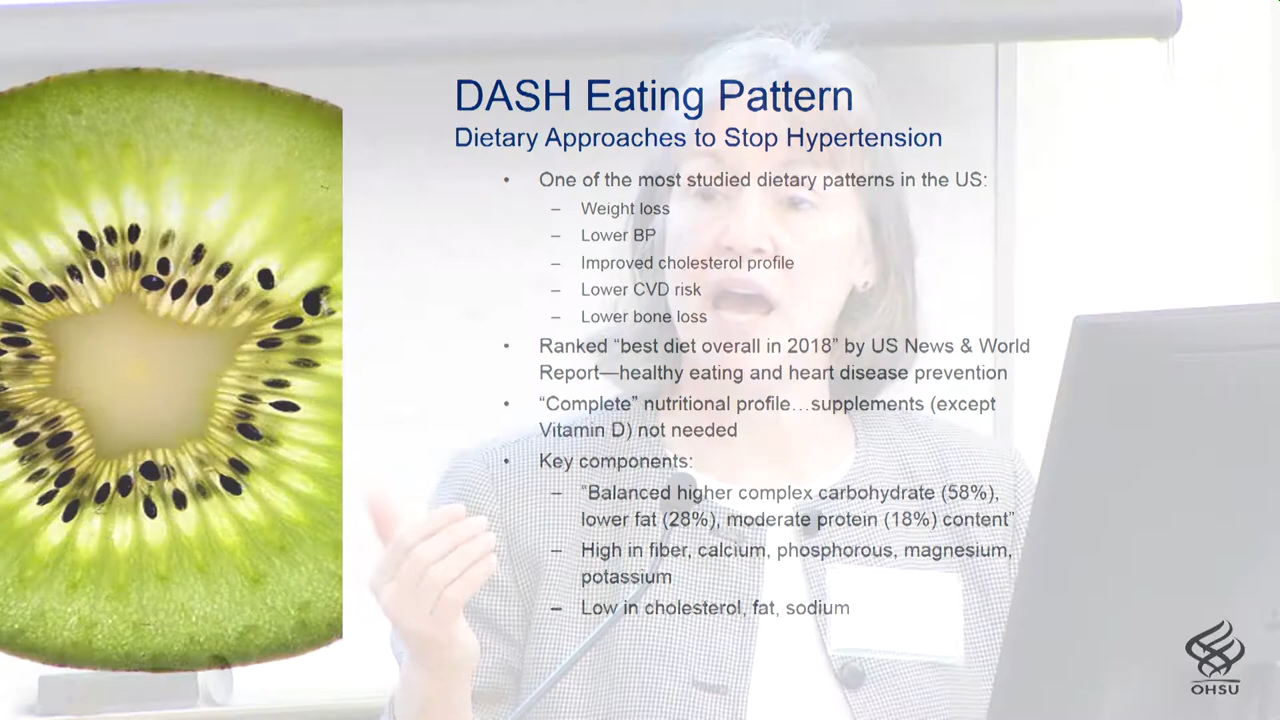 DASH Eating Pattern
Dietary Approaches to Stop Hypertension
• One of the most studied dietary patterns in the US:
– Weight loss
– Lower BP
– Improved cholesterol profile
– Lower CVD risk
– Lower bone loss
• Ranked “best diet overall in 2018” by US News & World
Report—healthy eating and heart disease prevention
• “Complete” nutritional profile…supplements (except
Vitamin D) not needed
• Key components:
– “Balanced higher complex carbohydrate (58%),
lower fat (28%), moderate protein (18%) content”
– High in fiber, calcium, phosphorous, magnesium,
potassium
– Low in cholesterol, fat, sodium
OHSU